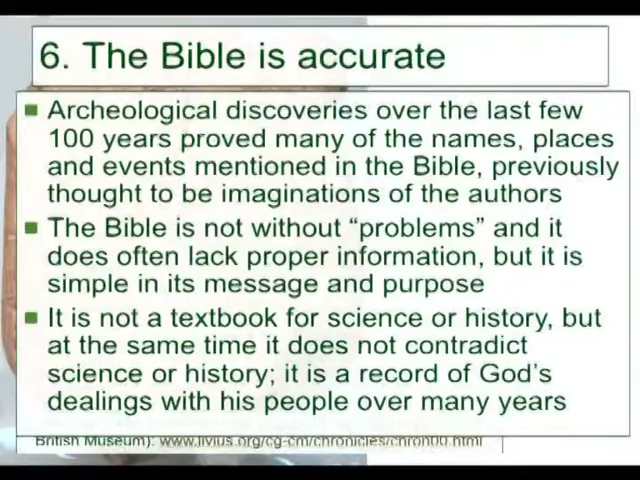 6. The Bible is accurate
Archeological discoveries over the last few
100 years proved many of the names, places
and events mentioned in the Bible, previously
thought to be imaginations of the authors
The Bible is not without “problems” and it
does often lack proper information, but it is
simple in its message and purpose
It is not a textbook for science or history, but
at the same time it does not contradict
science or history; it is a record of God’s
dealings with his people over many years
British Museum): www.livius.org/cg-cm/chronicles/chron00.html